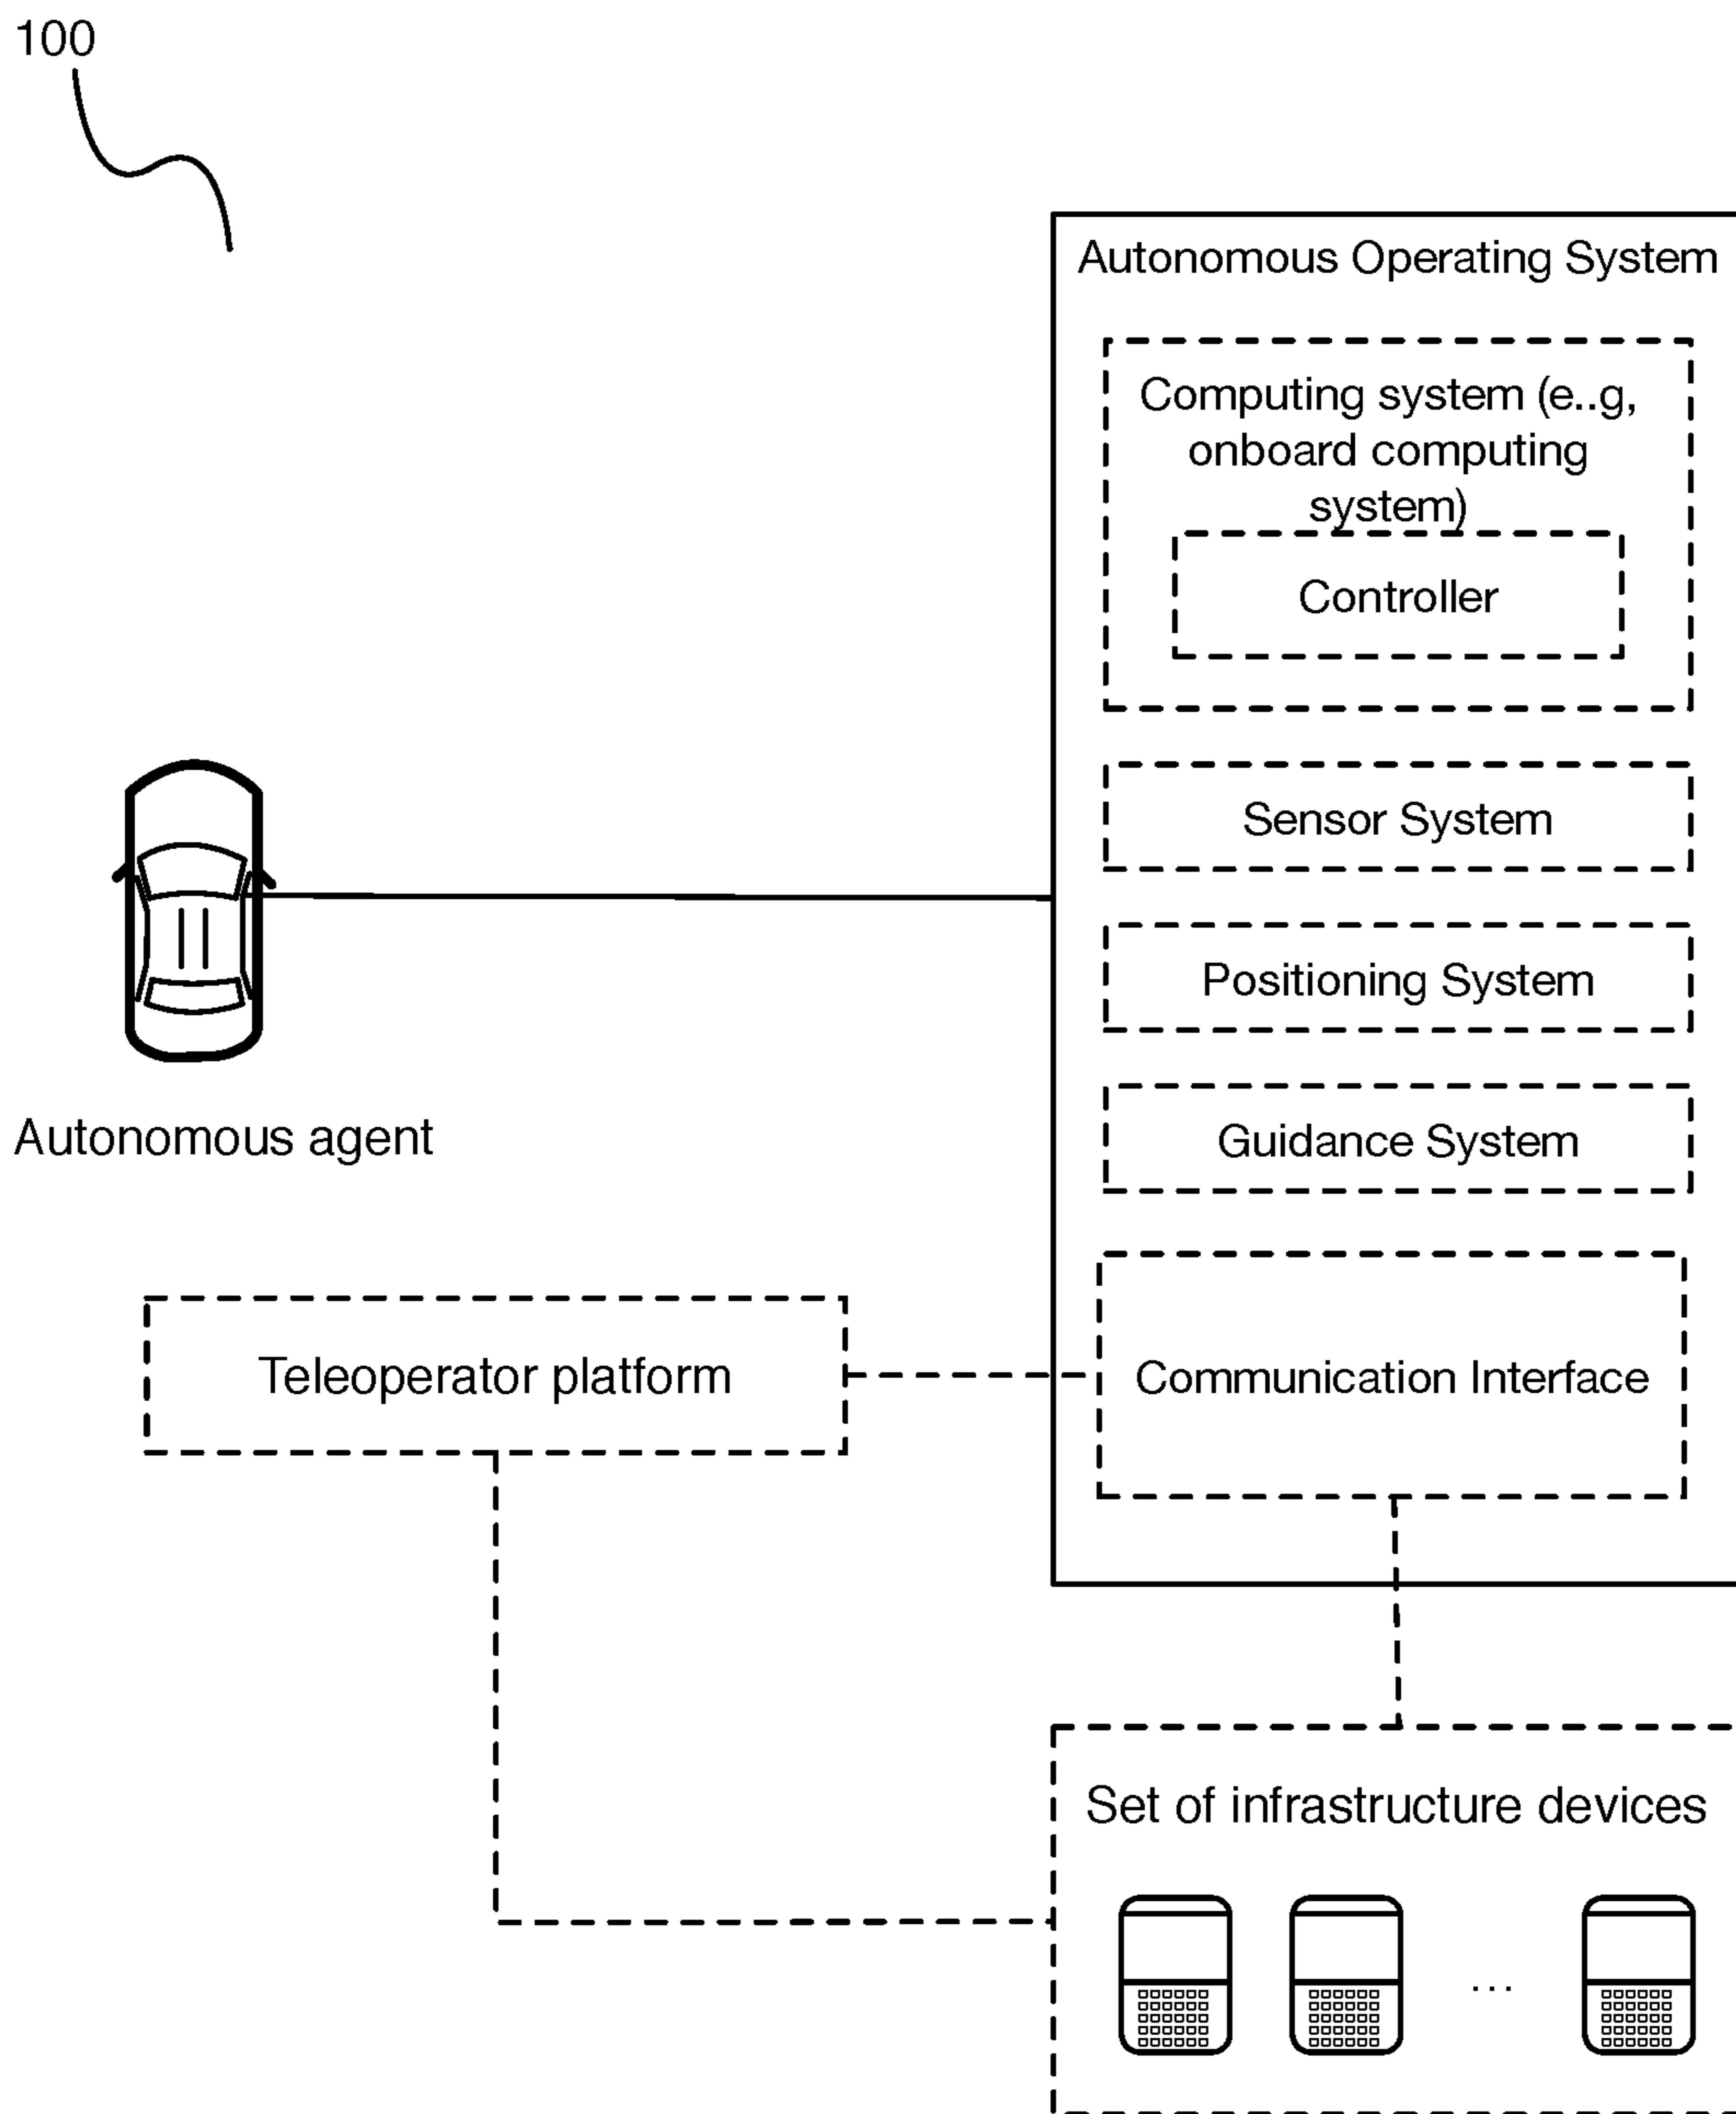 100
Autonomous Operating System
Computing system (e..g,
onboard computing
system)
Controller
Sensor System
Positioning System
Guidance System
Autonomous agent
Teleoperator platform
Communication Interface
Set of infrastructure devices
...